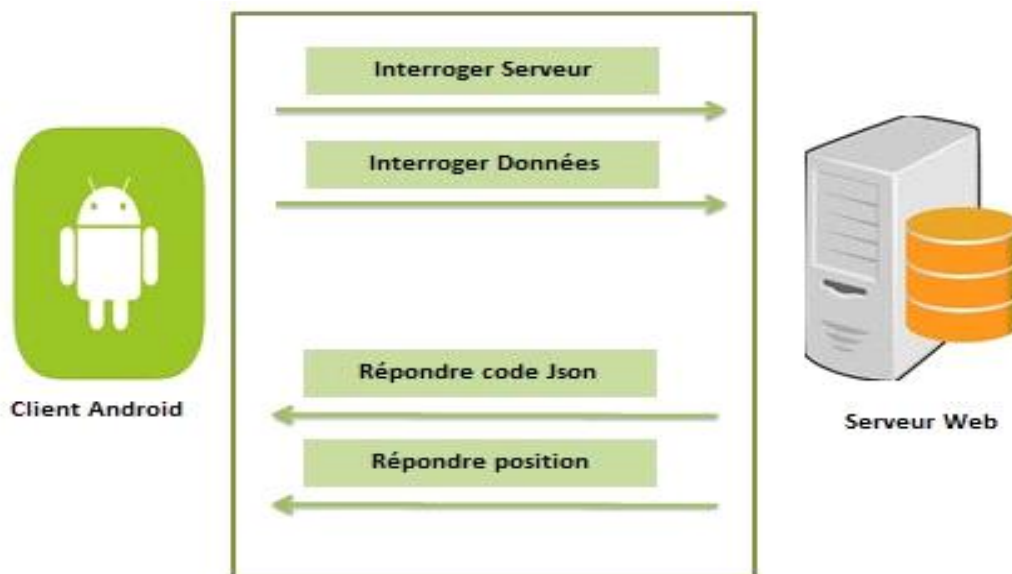 Interroger Serveur
Interroger Données
Répondre code Json
Client Android
Serveur Web
Répondre position